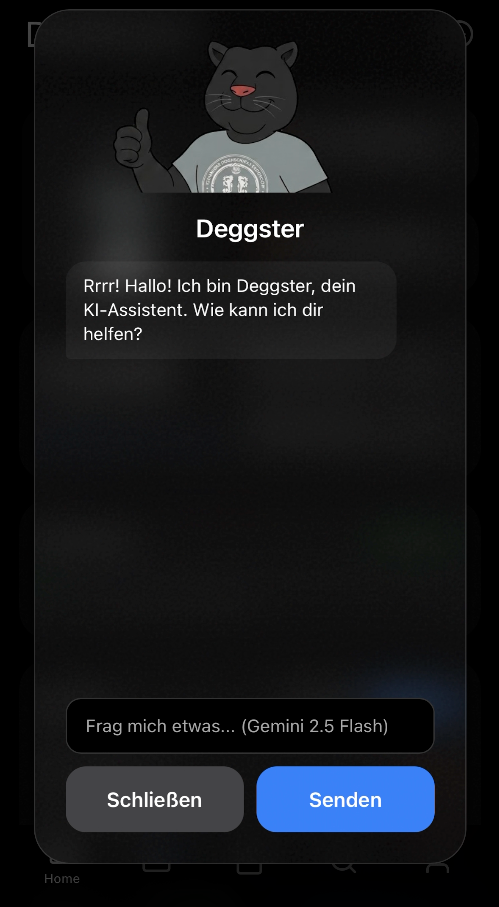 Deggster
Rrrr! Hallo! Ich bin Deggster, dein
KI-Assistent. Wie kann ich dir
helfen?
Frag mich etwas... (Gemini 2.5 Flash)
Schließen
Senden
Home